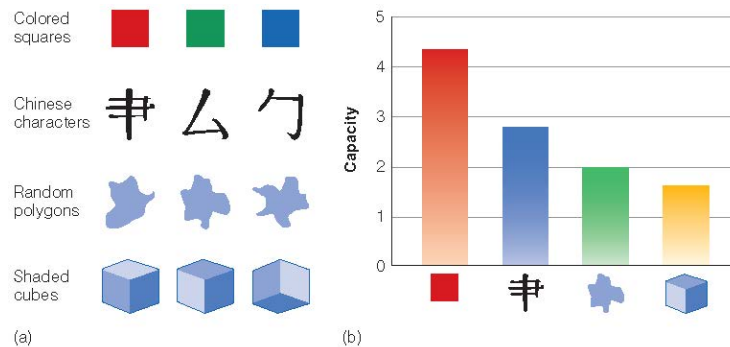 Colored
squares
Chinese
characters
Random
polygons
Shaded
cubes
(a)
Capacity
5
4
3
2
1
0
(b)